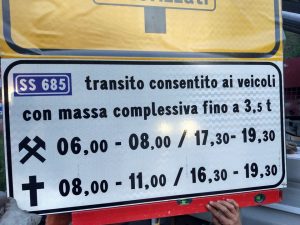 SS 685 transito consentito ai veicoli
con massa complessiva fino a 3,5 t
06,00 - 08,00 / 17,30 - 19,30
08,00 - 11,00 / 16,30 - 19,30